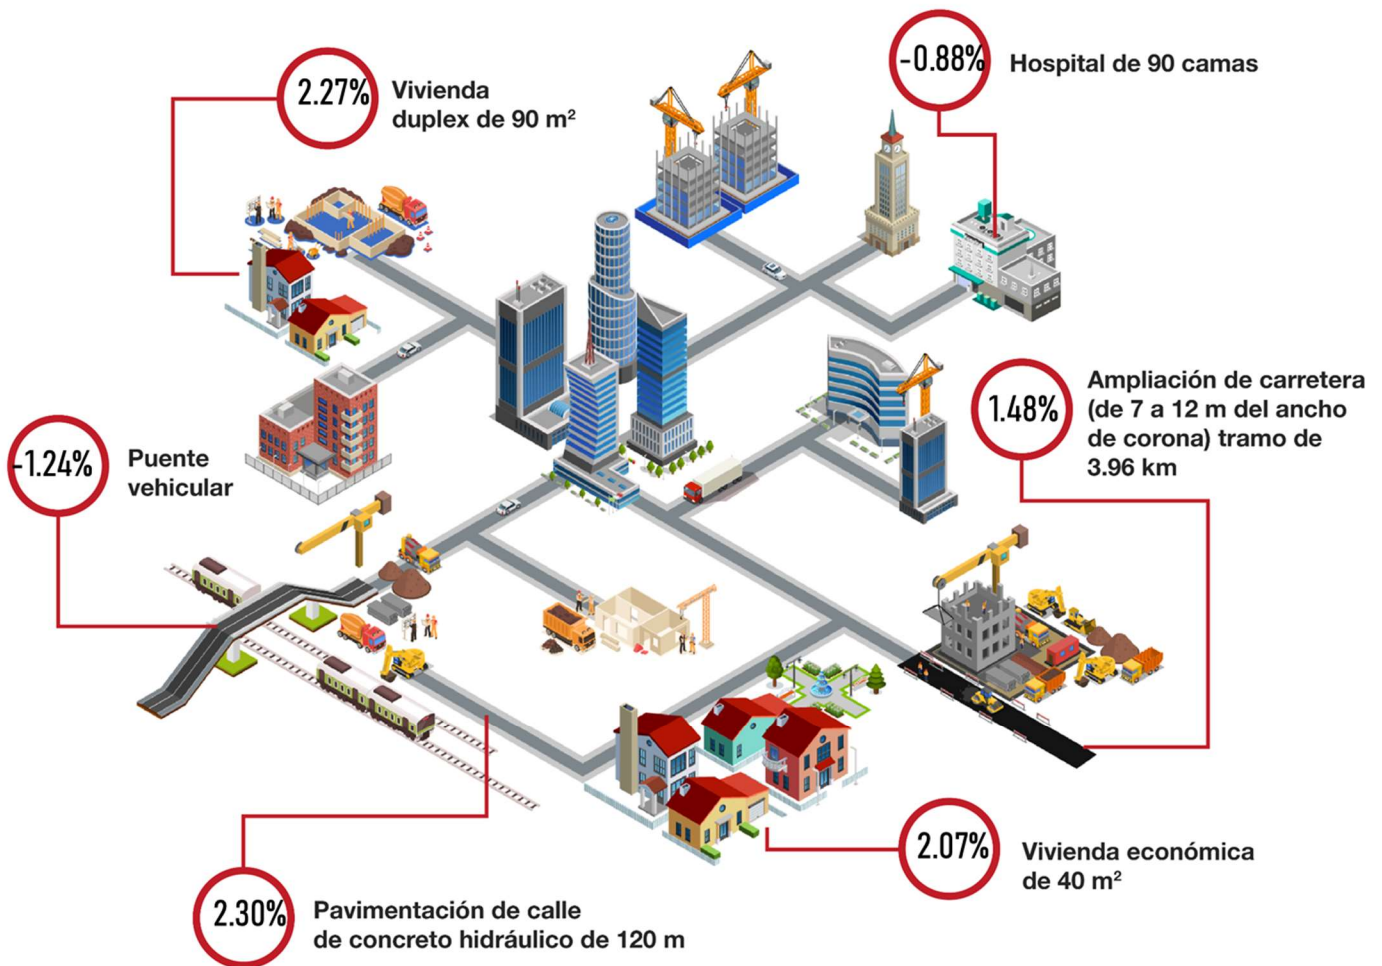 -0.88%
Hospital de 90 camas
2.27%
Vivienda
duplex de 90 m²
1.48%
Ampliación de carretera
(de 7 a 12 m del ancho
de corona) tramo de
3.96 km
-1.24%
Puente
vehicular
2.07%
Vivienda económica
de 40 m²
2.30%
Pavimentación de calle
de concreto hidráulico de 120 m